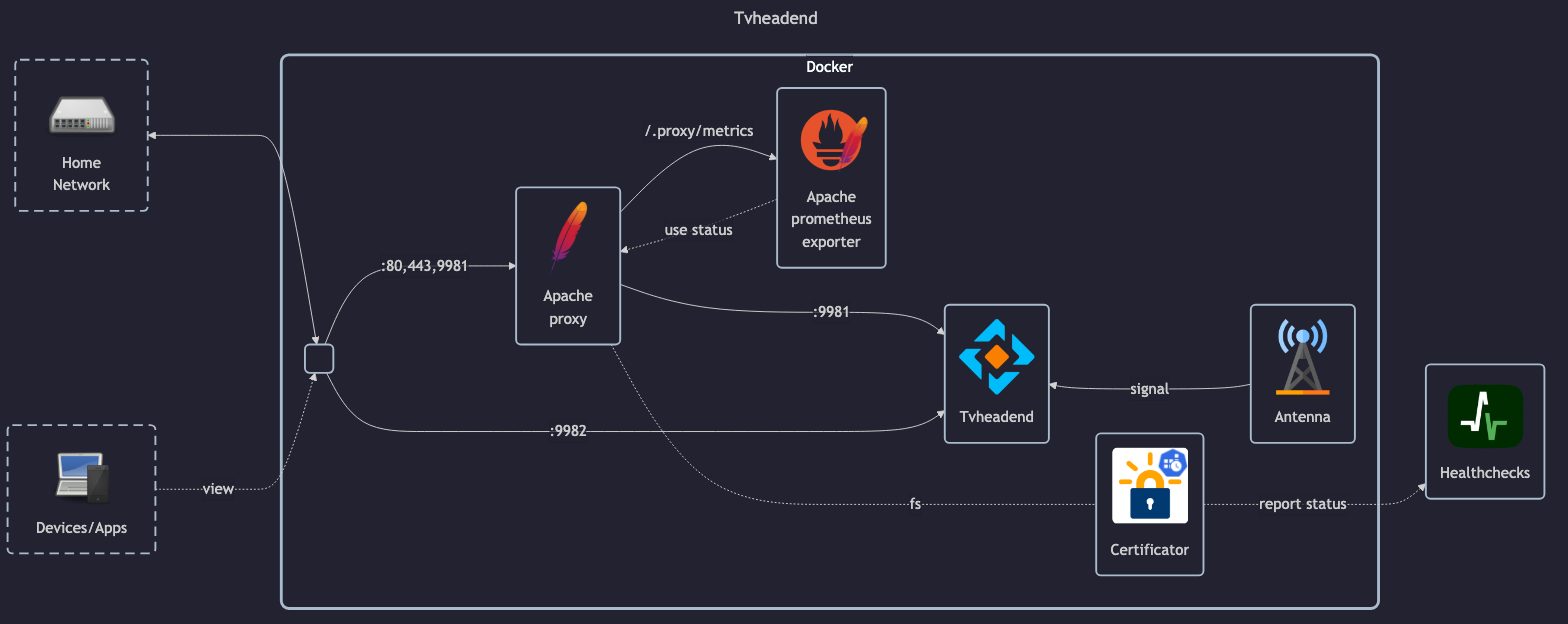 Tvheadend
Docker
Home
Network
/.proxy/metrics
Apache
prometheus
exporter
use status
:80,443,9981
Apache
proxy
:9981
Tvheadend
signal
Antenna
:9982
Healthchecks
view
Devices/Apps
fs
Certificator
report status